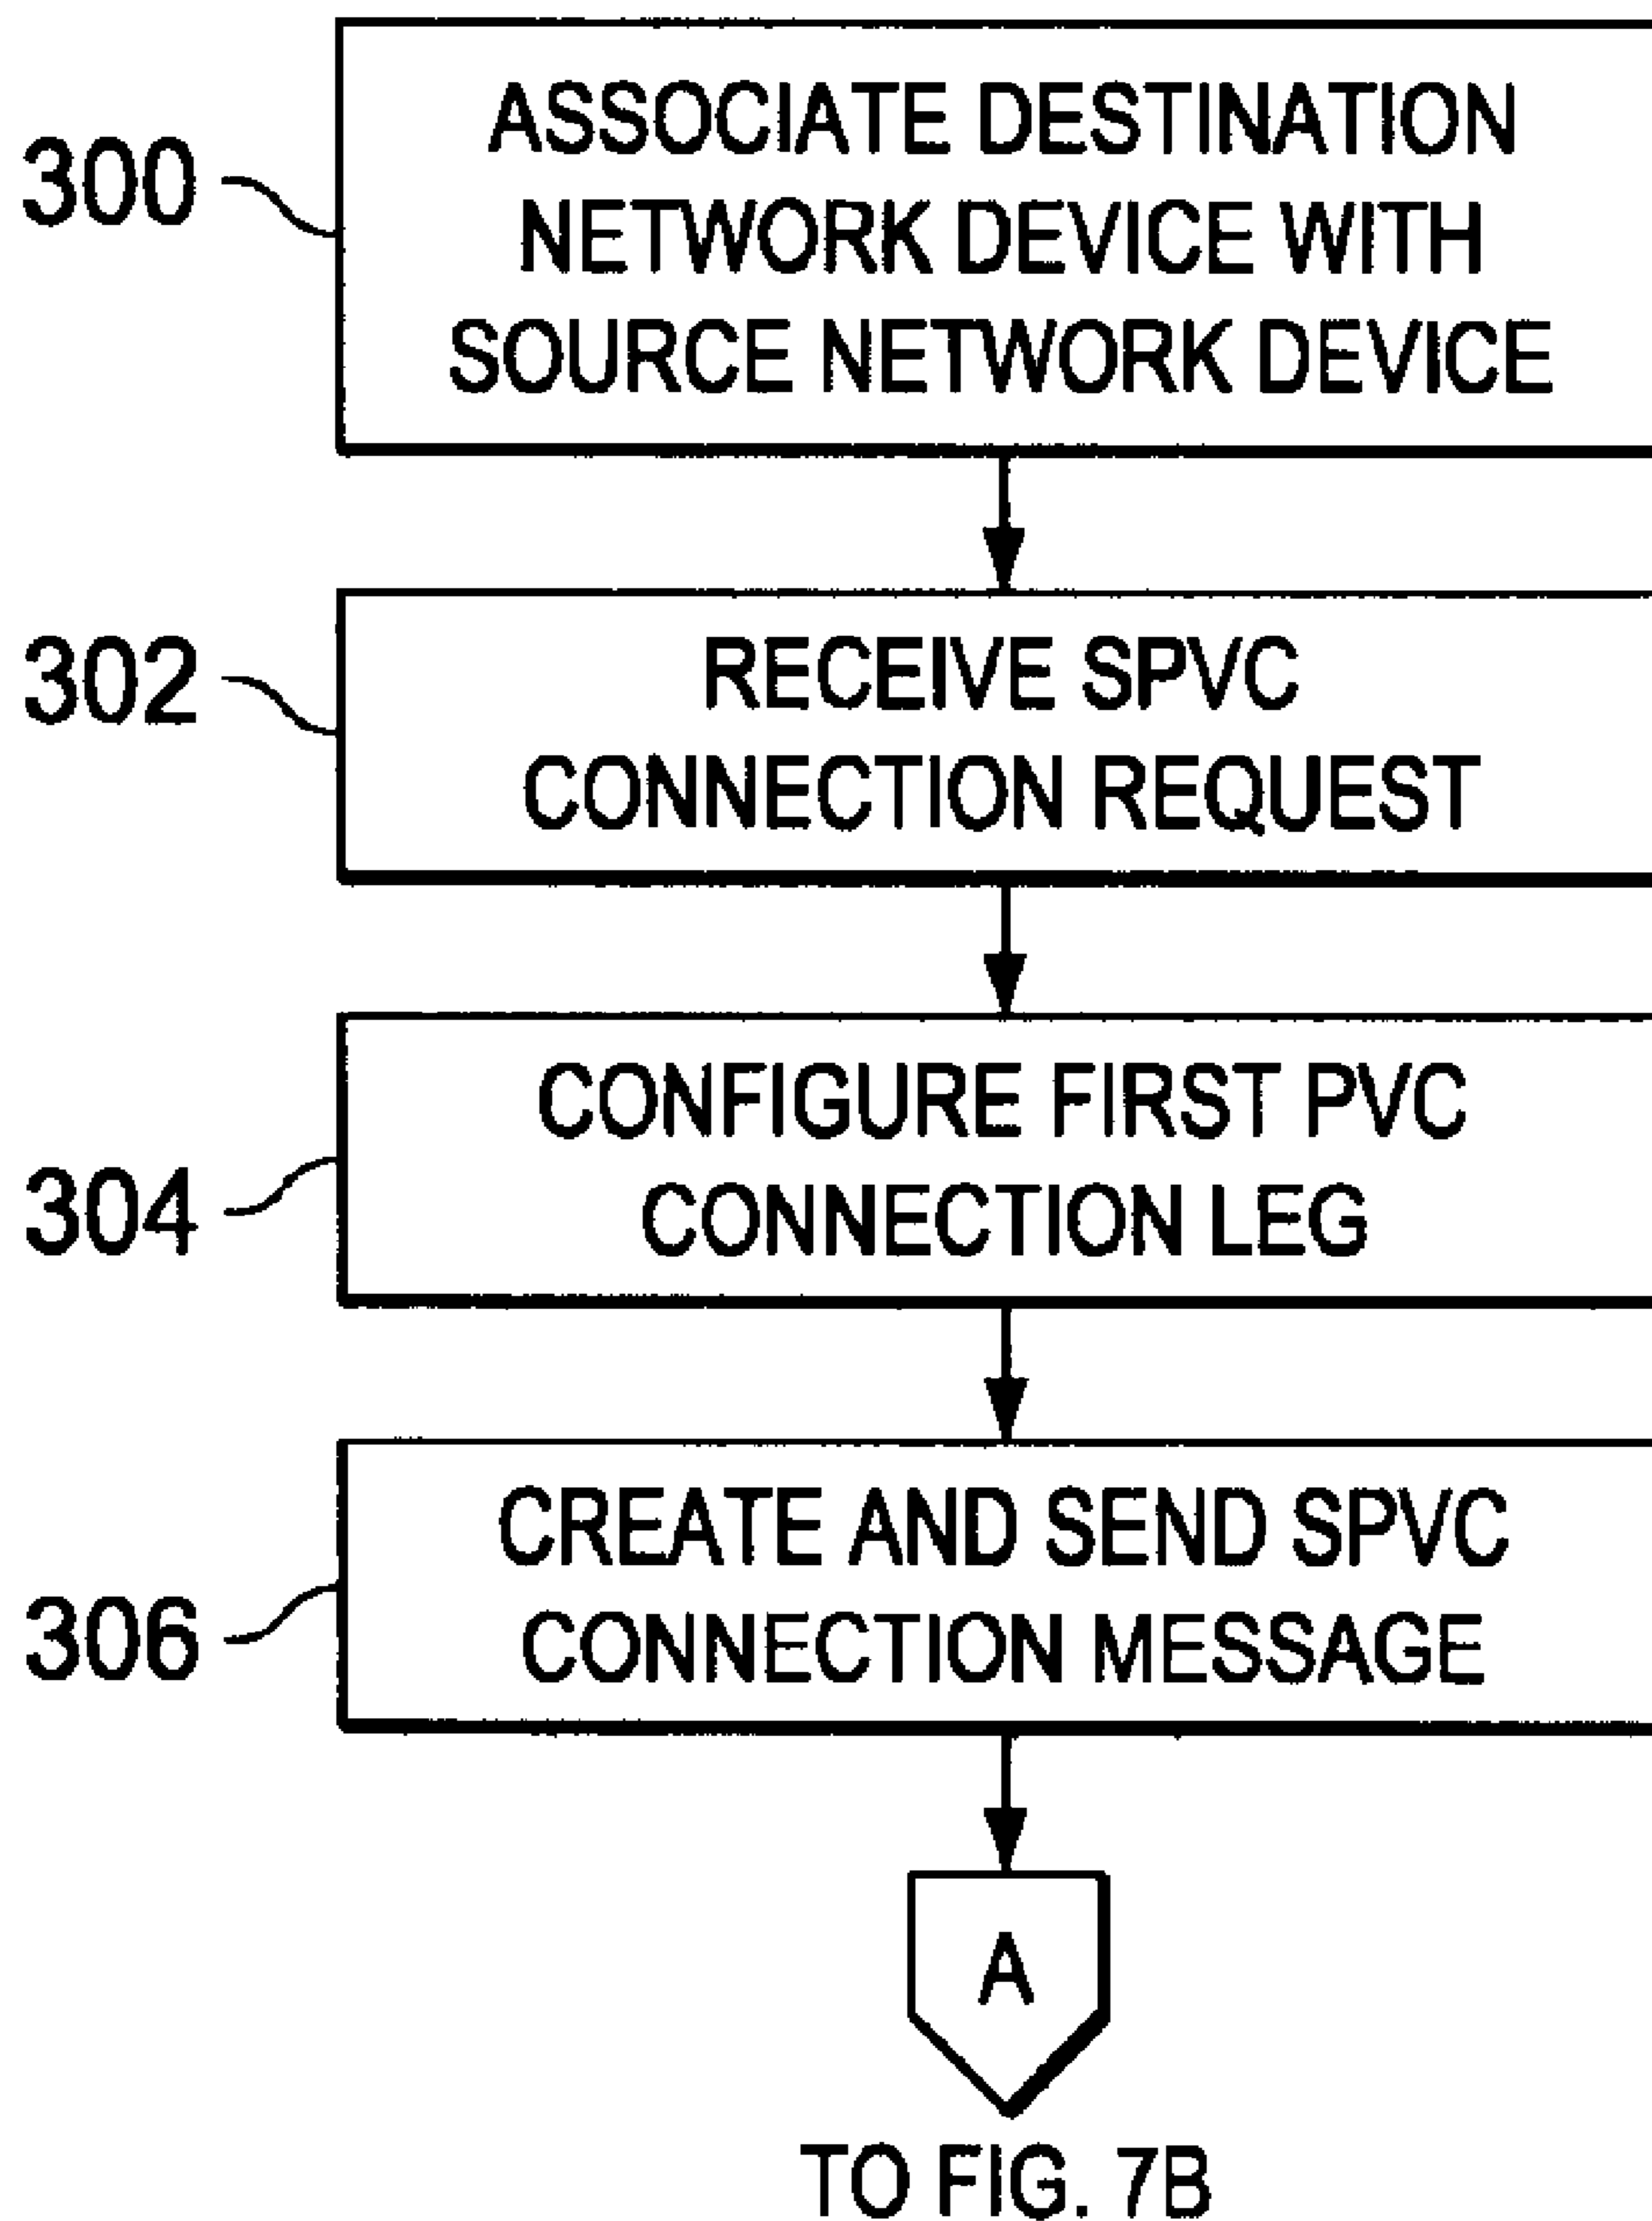 300
ASSOCIATE DESTINATION
NETWORK DEVICE WITH
SOURCE NETWORK DEVICE
302
RECEIVE SPVC
CONNECTION REQUEST
304
CONFIGURE FIRST PVC
CONNECTION LEG
306
CREATE AND SEND SPVC
CONNECTION MESSAGE
A
TO FIG. 7B